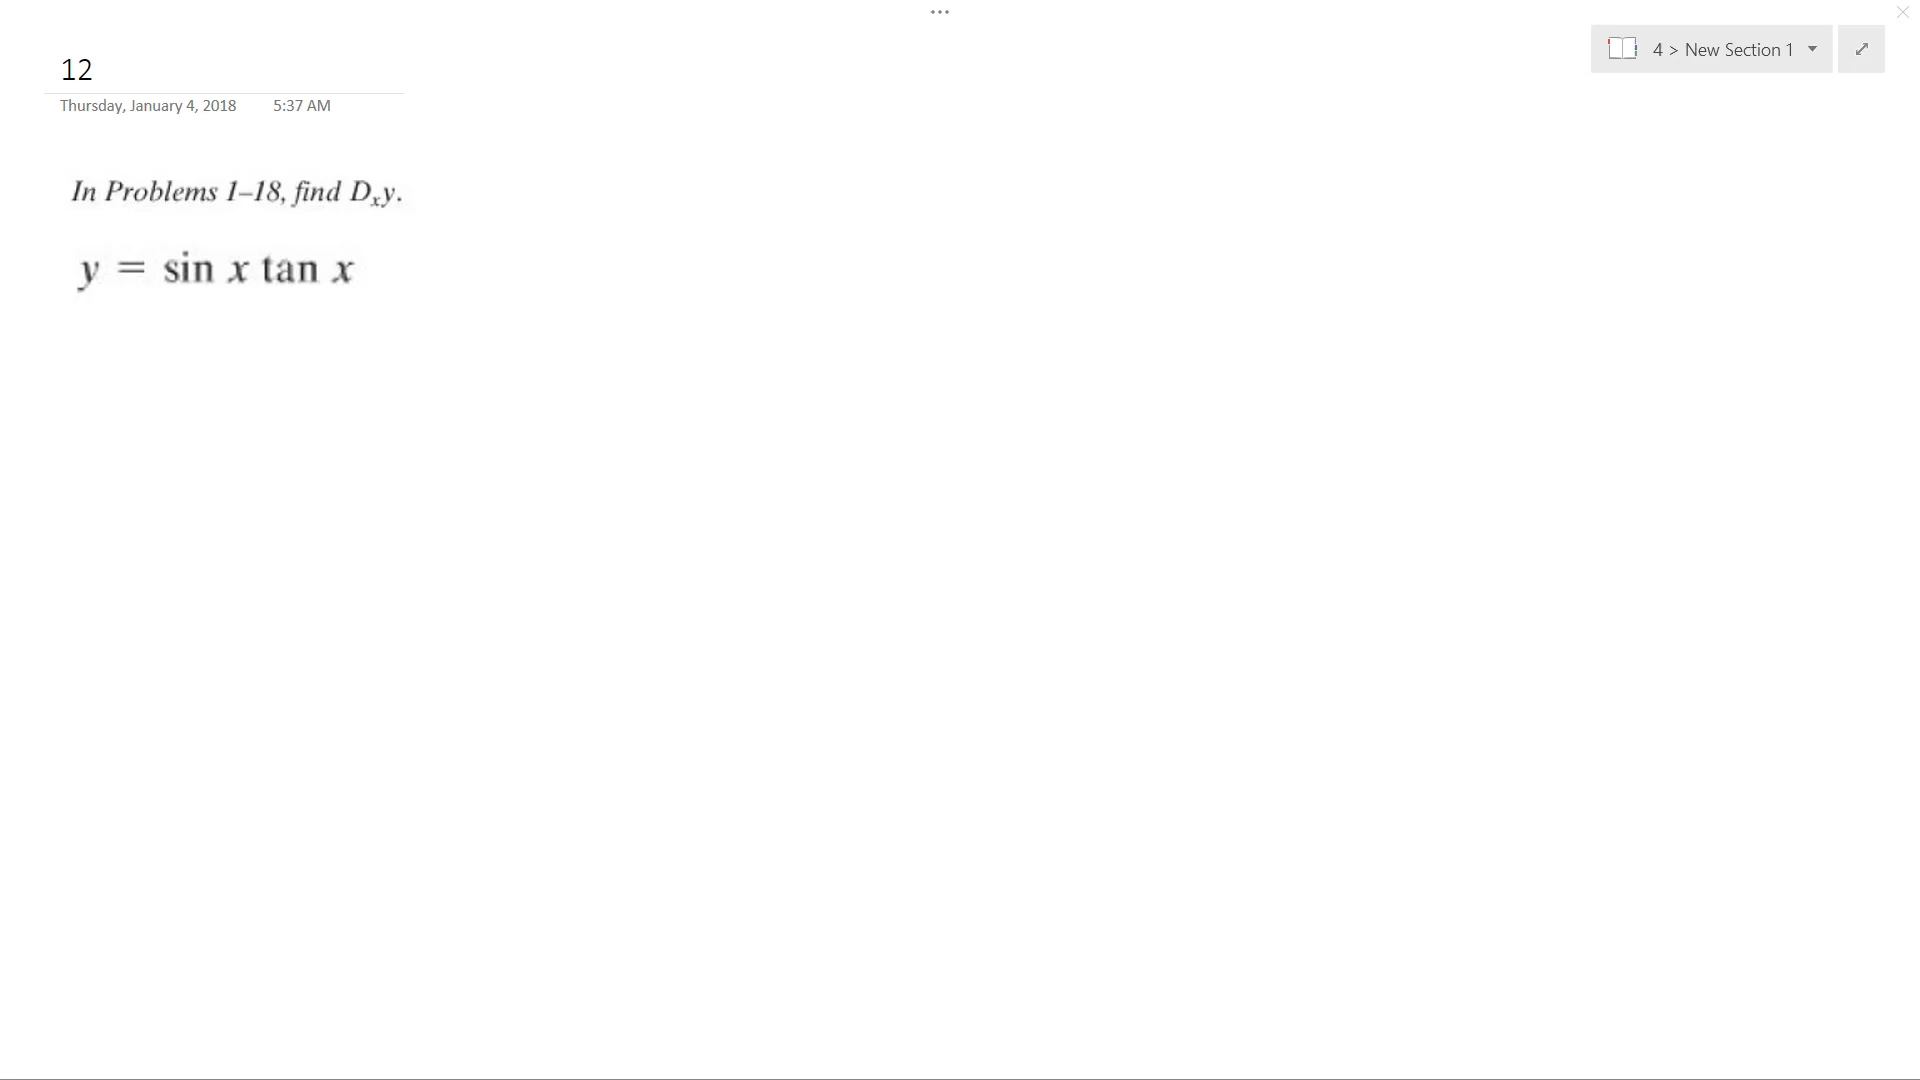 4 > New Section 1
12
Thursday, January 4, 2018 5:37 AM
In Problems 1–18, find Dₓy.
y = sin x tan x